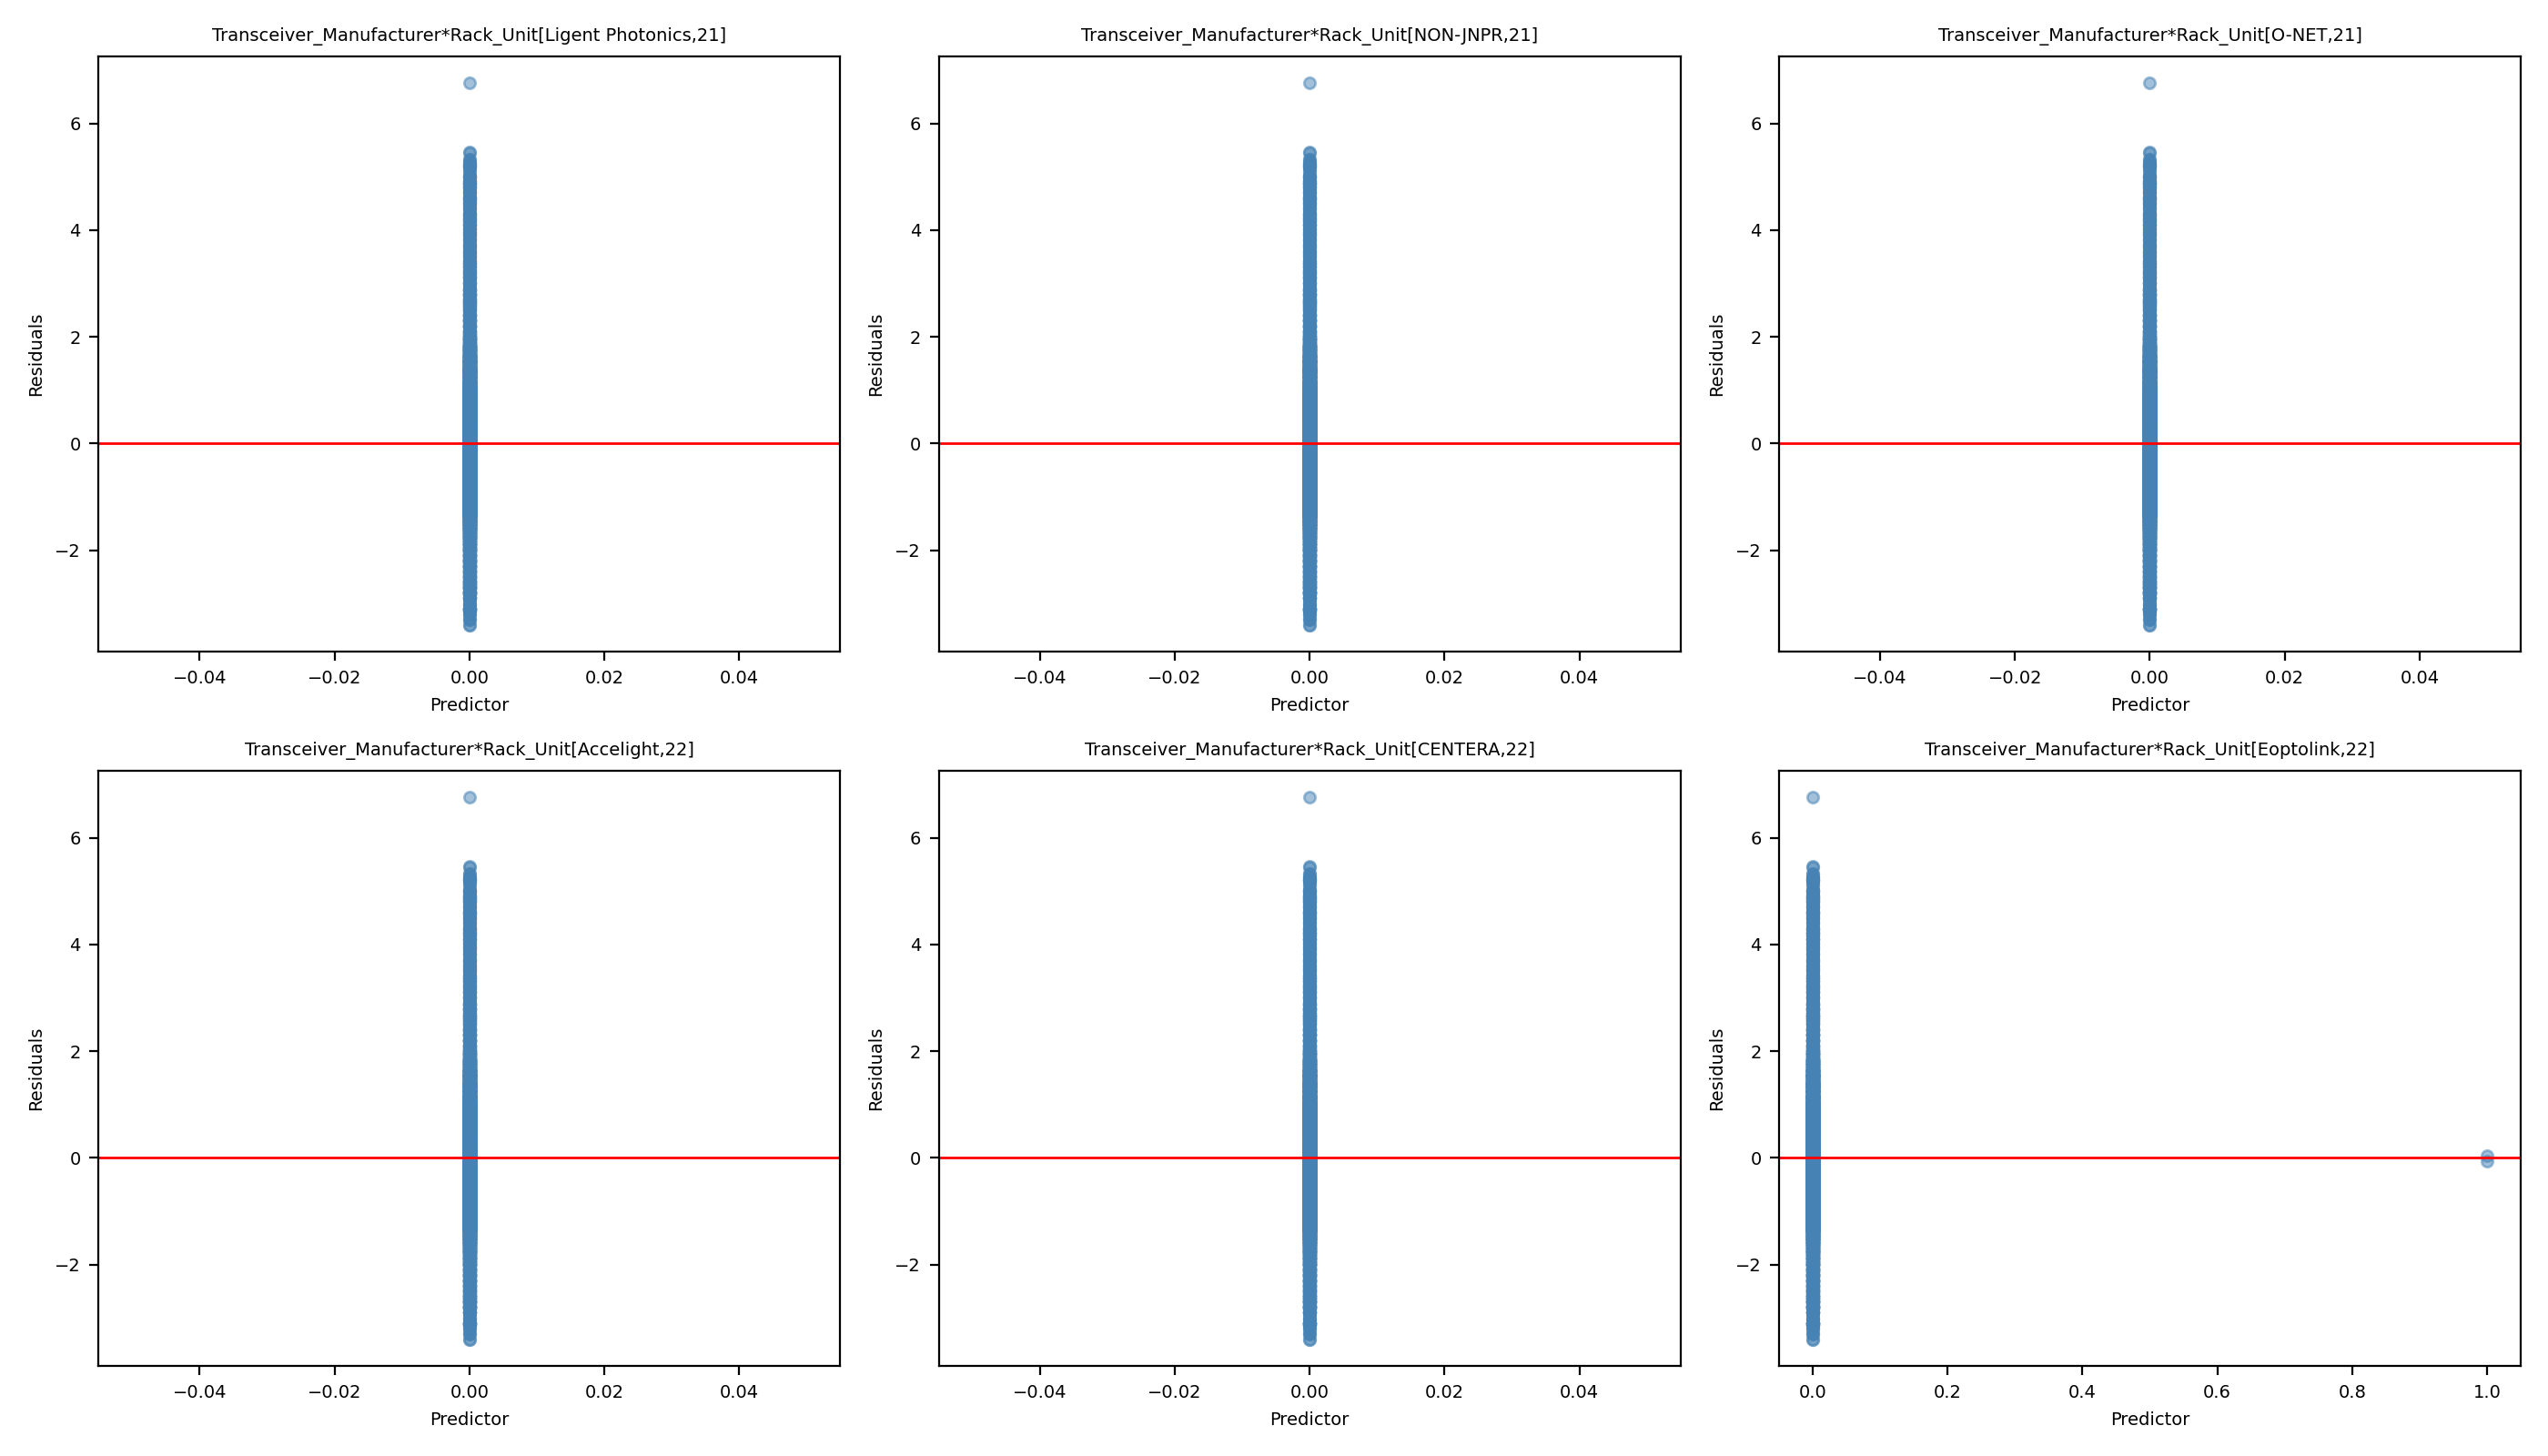 Transceiver_Manufacturer*Rack_Unit[Ligent Photonics,21]
6
4
2
0
−2
Residuals
−0.04 −0.02 0.00 0.02 0.04
Predictor
Transceiver_Manufacturer*Rack_Unit[NON-JNPR,21]
6
4
2
0
−2
Residuals
−0.04 −0.02 0.00 0.02 0.04
Predictor
Transceiver_Manufacturer*Rack_Unit[O-NET,21]
6
4
2
0
−2
Residuals
−0.04 −0.02 0.00 0.02 0.04
Predictor
Transceiver_Manufacturer*Rack_Unit[Accelight,22]
6
4
2
0
−2
Residuals
−0.04 −0.02 0.00 0.02 0.04
Predictor
Transceiver_Manufacturer*Rack_Unit[CENTERA,22]
6
4
2
0
−2
Residuals
−0.04 −0.02 0.00 0.02 0.04
Predictor
Transceiver_Manufacturer*Rack_Unit[Eoptolink,22]
6
4
2
0
−2
Residuals
0.0 0.2 0.4 0.6 0.8 1.0
Predictor